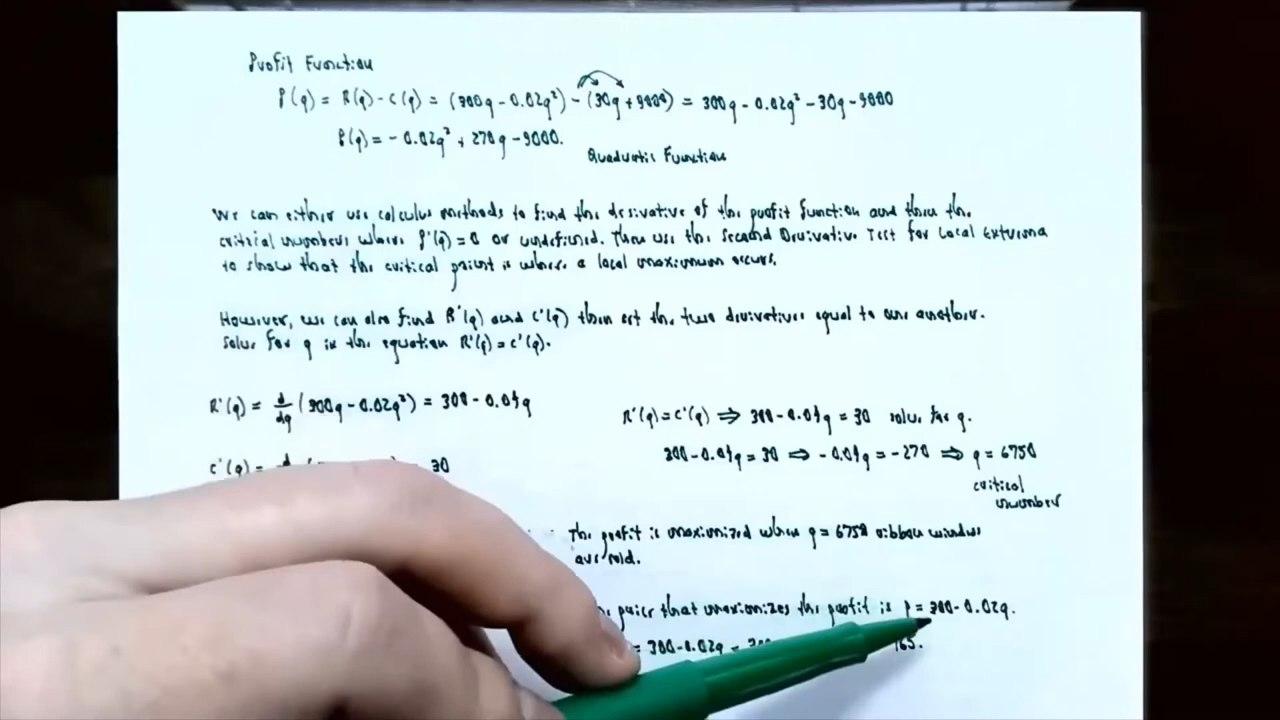 Profit Function
P(q) = R(q) - C(q) = (300q - 0.02q²) - (30q + 9000) = 300q - 0.02q² - 30q - 9000
P(q) = -0.02q² + 270q - 9000.
Quadratic Function
We can either use calculus methods to find the derivative of the profit function and then the
critical numbers where P'(q) = 0 or undefined. Then use the Second Derivative Test for Local Extrema
to show that the critical point is where a local maximum occurs.
However, we can also find R'(q) and C'(q) then set the two derivatives equal to one another.
Solve for q in the equation R'(q) = C'(q).
R'(q) = d/dq (300q - 0.02q²) = 300 - 0.04q
R'(q) = C'(q) ⇒ 300 - 0.04q = 30 solve for q.
300 - 0.04q = 30 ⇒ -0.04q = -270 ⇒ q = 6750
C'(q) = 30
critical
number
The profit is maximized when q = 6750 ribbon winders
are sold.
price that maximizes the profit is p = 300 - 0.02q.
= 300 - 0.02q = 165.